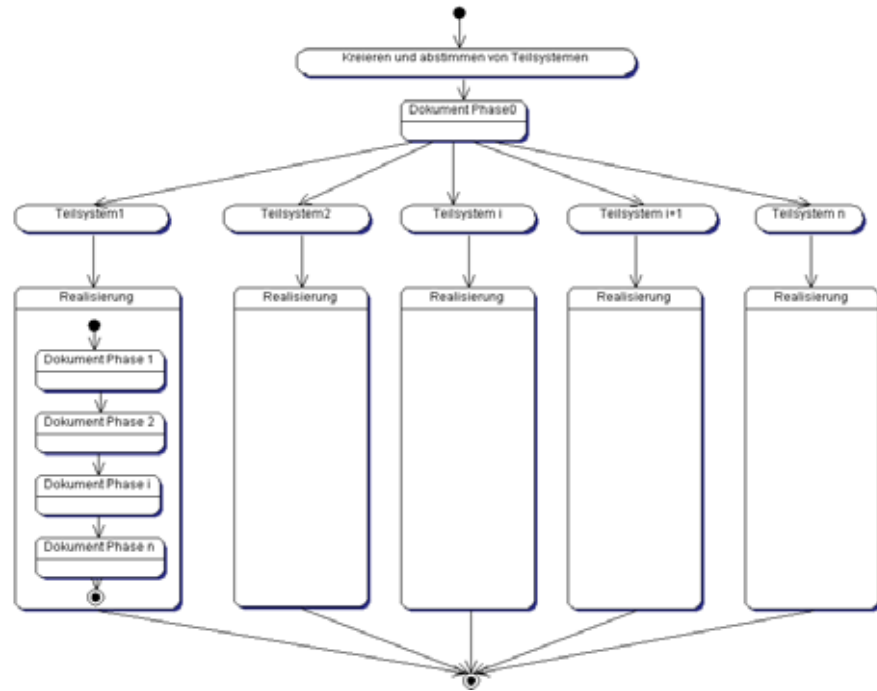 Kreieren und abstimmen von Teilsystemen
Dokument Phase0
Teilsystem1
Teilsystem2
Teilsystem i
Teilsystem i+1
Teilsystem n
Realisierung
Realisierung
Realisierung
Realisierung
Realisierung
Dokument Phase 1
Dokument Phase 2
Dokument Phase i
Dokument Phase n